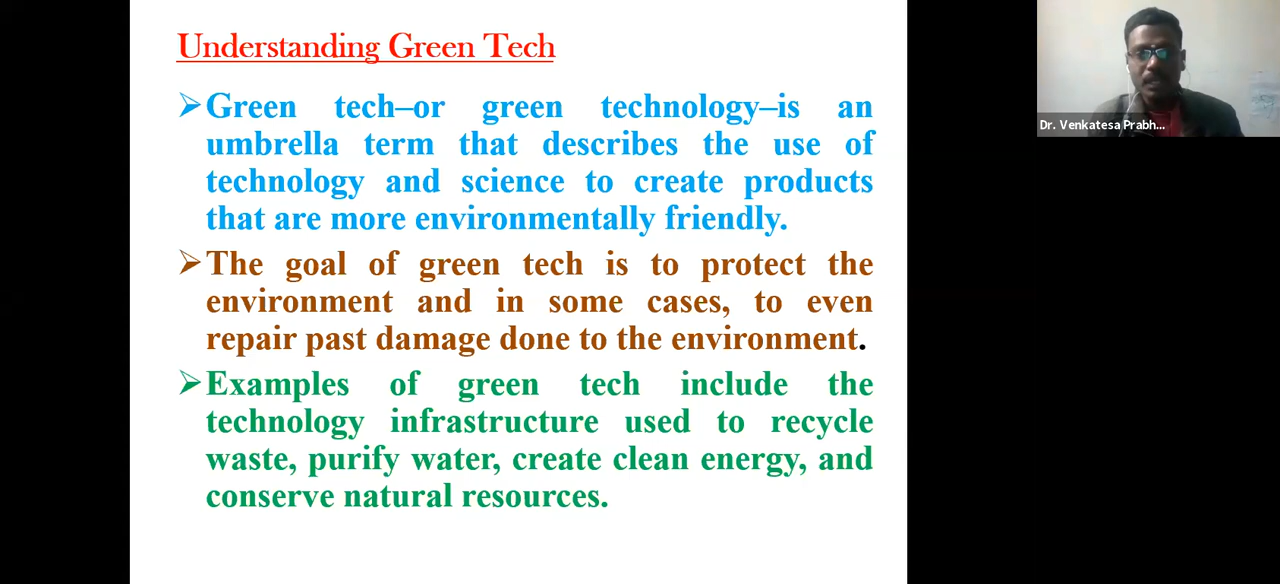 Understanding Green Tech
➢Green tech–or green technology–is an
umbrella term that describes the use of
technology and science to create products
that are more environmentally friendly.
➢The goal of green tech is to protect the
environment and in some cases, to even
repair past damage done to the environment.
➢Examples of green tech include the
technology infrastructure used to recycle
waste, purify water, create clean energy, and
conserve natural resources.
Dr. Venkatesa Prabh...